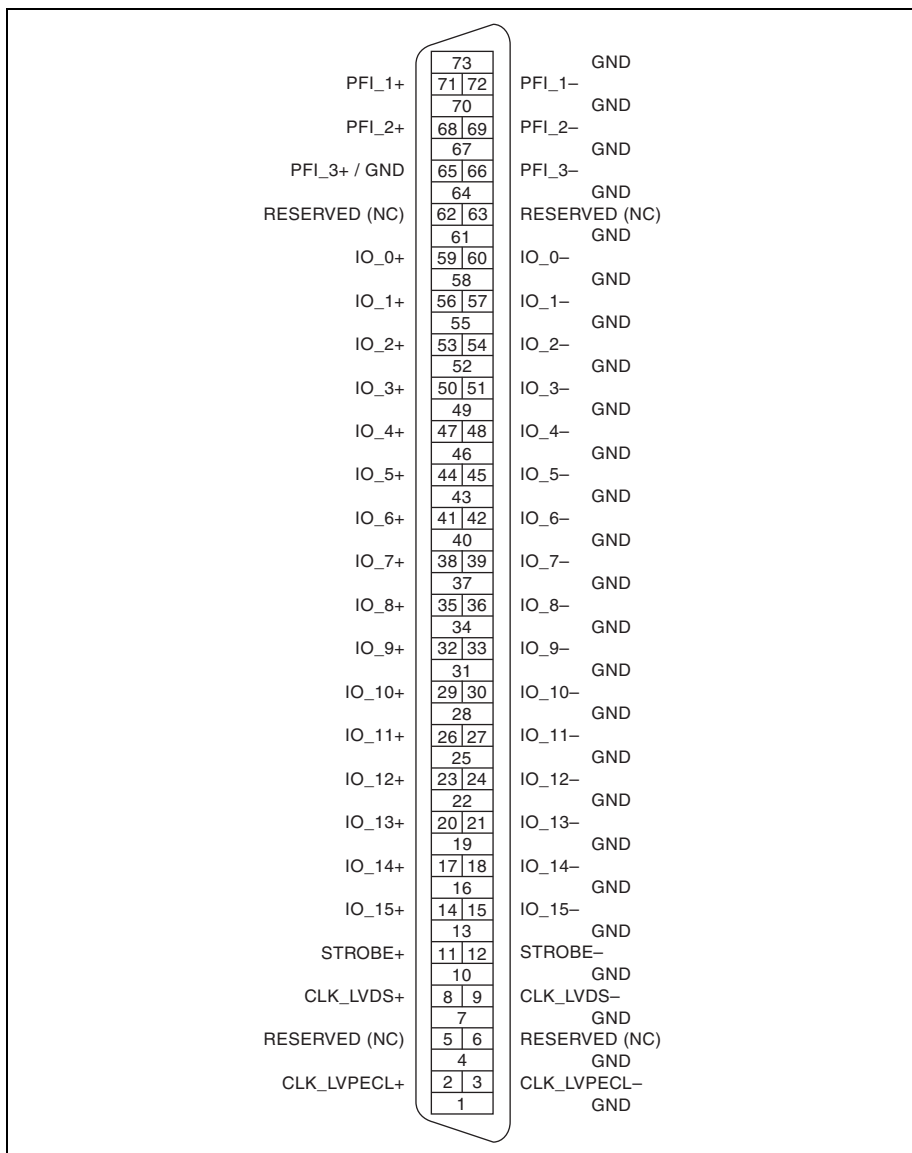 73 GND
PFI_1+ 71 72 PFI_1–
70 GND
PFI_2+ 68 69 PFI_2–
67 GND
PFI_3+ / GND 65 66 PFI_3–
64 GND
RESERVED (NC) 62 63 RESERVED (NC)
61 GND
IO_0+ 59 60 IO_0–
58 GND
IO_1+ 56 57 IO_1–
55 GND
IO_2+ 53 54 IO_2–
52 GND
IO_3+ 50 51 IO_3–
49 GND
IO_4+ 47 48 IO_4–
46 GND
IO_5+ 44 45 IO_5–
43 GND
IO_6+ 41 42 IO_6–
40 GND
IO_7+ 38 39 IO_7–
37 GND
IO_8+ 35 36 IO_8–
34 GND
IO_9+ 32 33 IO_9–
31 GND
IO_10+ 29 30 IO_10–
28 GND
IO_11+ 26 27 IO_11–
25 GND
IO_12+ 23 24 IO_12–
22 GND
IO_13+ 20 21 IO_13–
19 GND
IO_14+ 17 18 IO_14–
16 GND
IO_15+ 14 15 IO_15–
13 GND
STROBE+ 11 12 STROBE–
10 GND
CLK_LVDS+ 8 9 CLK_LVDS–
7 GND
RESERVED (NC) 5 6 RESERVED (NC)
4 GND
CLK_LVPECL+ 2 3 CLK_LVPECL–
1 GND